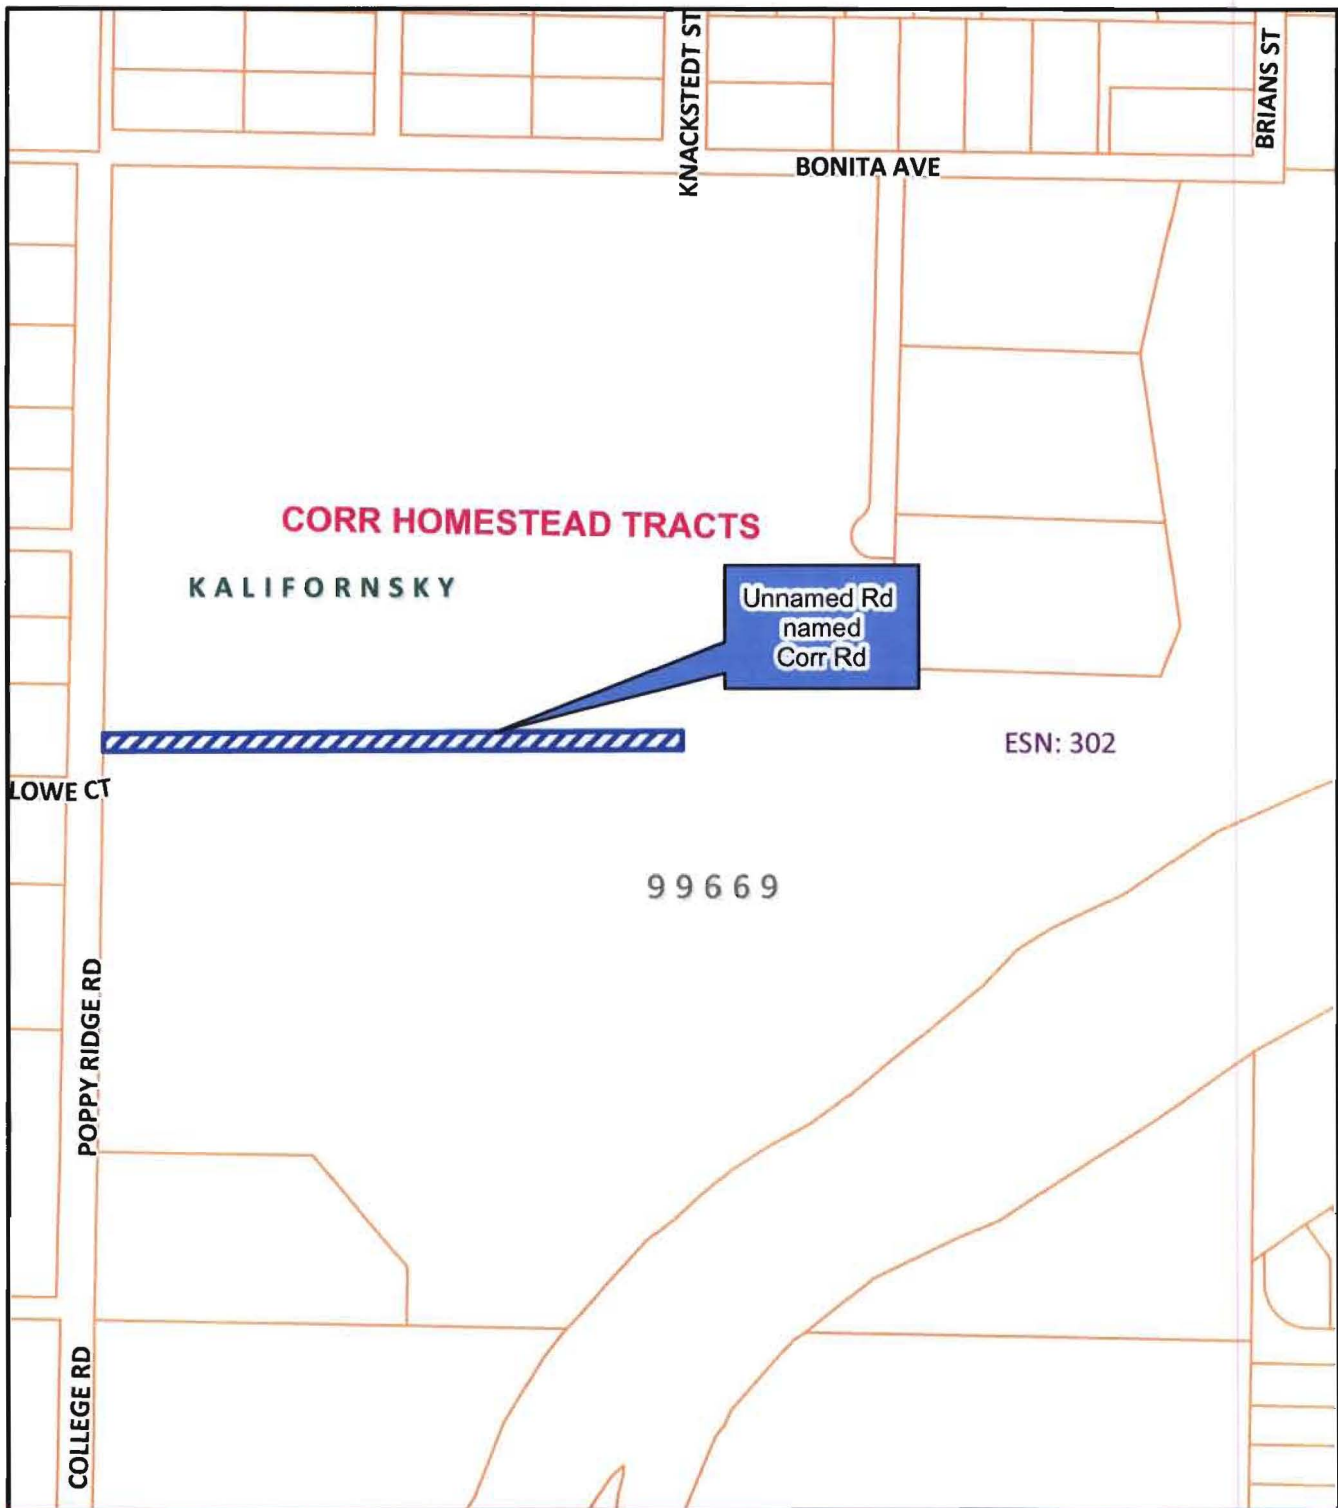 KNACKSTEDT ST
BRIANS ST
BONITA AVE
CORR HOMESTEAD TRACTS
KALIFORNSKY
Unnamed Rd
named
Corr Rd
ESN: 302
LOWE CT
99669
POPPY RIDGE RD
COLLEGE RD